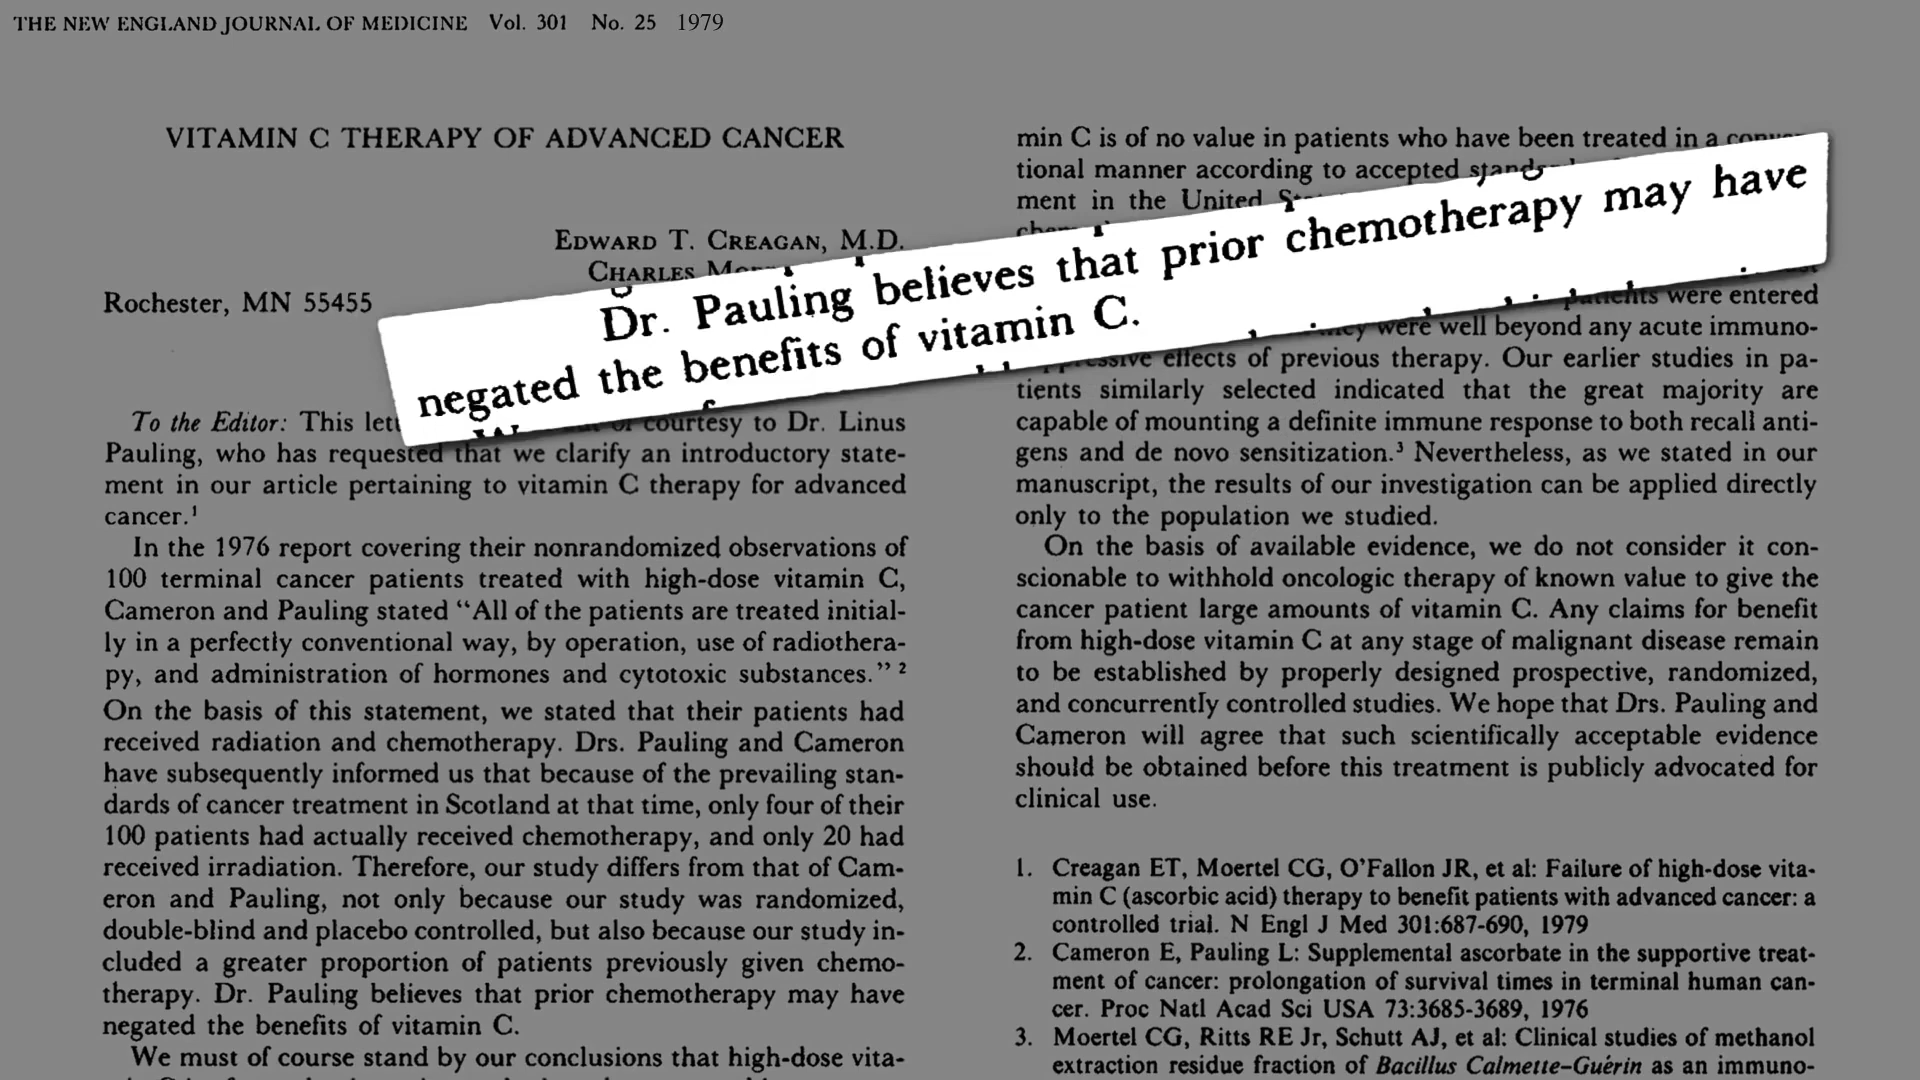 THE NEW ENGLAND JOURNAL OF MEDICINE Vol. 301 No. 25 1979
VITAMIN C THERAPY OF ADVANCED CANCER
EDWARD T. CREAGAN, M.D.
CHARLES
Rochester, MN 55455
Dr. Pauling believes that prior chemotherapy may have
negated the benefits of vitamin C.
To the Editor: This courtesy to Dr. Linus
Pauling, who has requested that we clarify an introductory state-
ment in our article pertaining to vitamin C therapy for advanced
cancer.¹
In the 1976 report covering their nonrandomized observations of
100 terminal cancer patients treated with high-dose vitamin C,
Cameron and Pauling stated “All of the patients are treated initial-
ly in a perfectly conventional way, by operation, use of radiothera-
py, and administration of hormones and cytotoxic substances.” ²
On the basis of this statement, we stated that their patients had
received radiation and chemotherapy. Drs. Pauling and Cameron
have subsequently informed us that because of the prevailing stan-
dards of cancer treatment in Scotland at that time, only four of their
100 patients had actually received chemotherapy, and only 20 had
received irradiation. Therefore, our study differs from that of Cam-
eron and Pauling, not only because our study was randomized,
double-blind and placebo controlled, but also because our study in-
cluded a greater proportion of patients previously given chemo-
therapy. Dr. Pauling believes that prior chemotherapy may have
negated the benefits of vitamin C.
We must of course stand by our conclusions that high-dose vita-
min C is of no value in patients who have been treated in a
tional manner according to accepted
ment in the United
patients were entered
were well beyond any acute immuno-
effects of previous therapy. Our earlier studies in pa-
tients similarly selected indicated that the great majority are
capable of mounting a definite immune response to both recall anti-
gens and de novo sensitization.³ Nevertheless, as we stated in our
manuscript, the results of our investigation can be applied directly
only to the population we studied.
On the basis of available evidence, we do not consider it con-
scionable to withhold oncologic therapy of known value to give the
cancer patient large amounts of vitamin C. Any claims for benefit
from high-dose vitamin C at any stage of malignant disease remain
to be established by properly designed prospective, randomized,
and concurrently controlled studies. We hope that Drs. Pauling and
Cameron will agree that such scientifically acceptable evidence
should be obtained before this treatment is publicly advocated for
clinical use.
1. Creagan ET, Moertel CG, O’Fallon JR, et al: Failure of high-dose vita-
min C (ascorbic acid) therapy to benefit patients with advanced cancer: a
controlled trial. N Engl J Med 301:687-690, 1979
2. Cameron E, Pauling L: Supplemental ascorbate in the supportive treat-
ment of cancer: prolongation of survival times in terminal human can-
cer. Proc Natl Acad Sci USA 73:3685-3689, 1976
3. Moertel CG, Ritts RE Jr, Schutt AJ, et al: Clinical studies of methanol
extraction residue fraction of Bacillus Calmette-Guérin as an immuno-